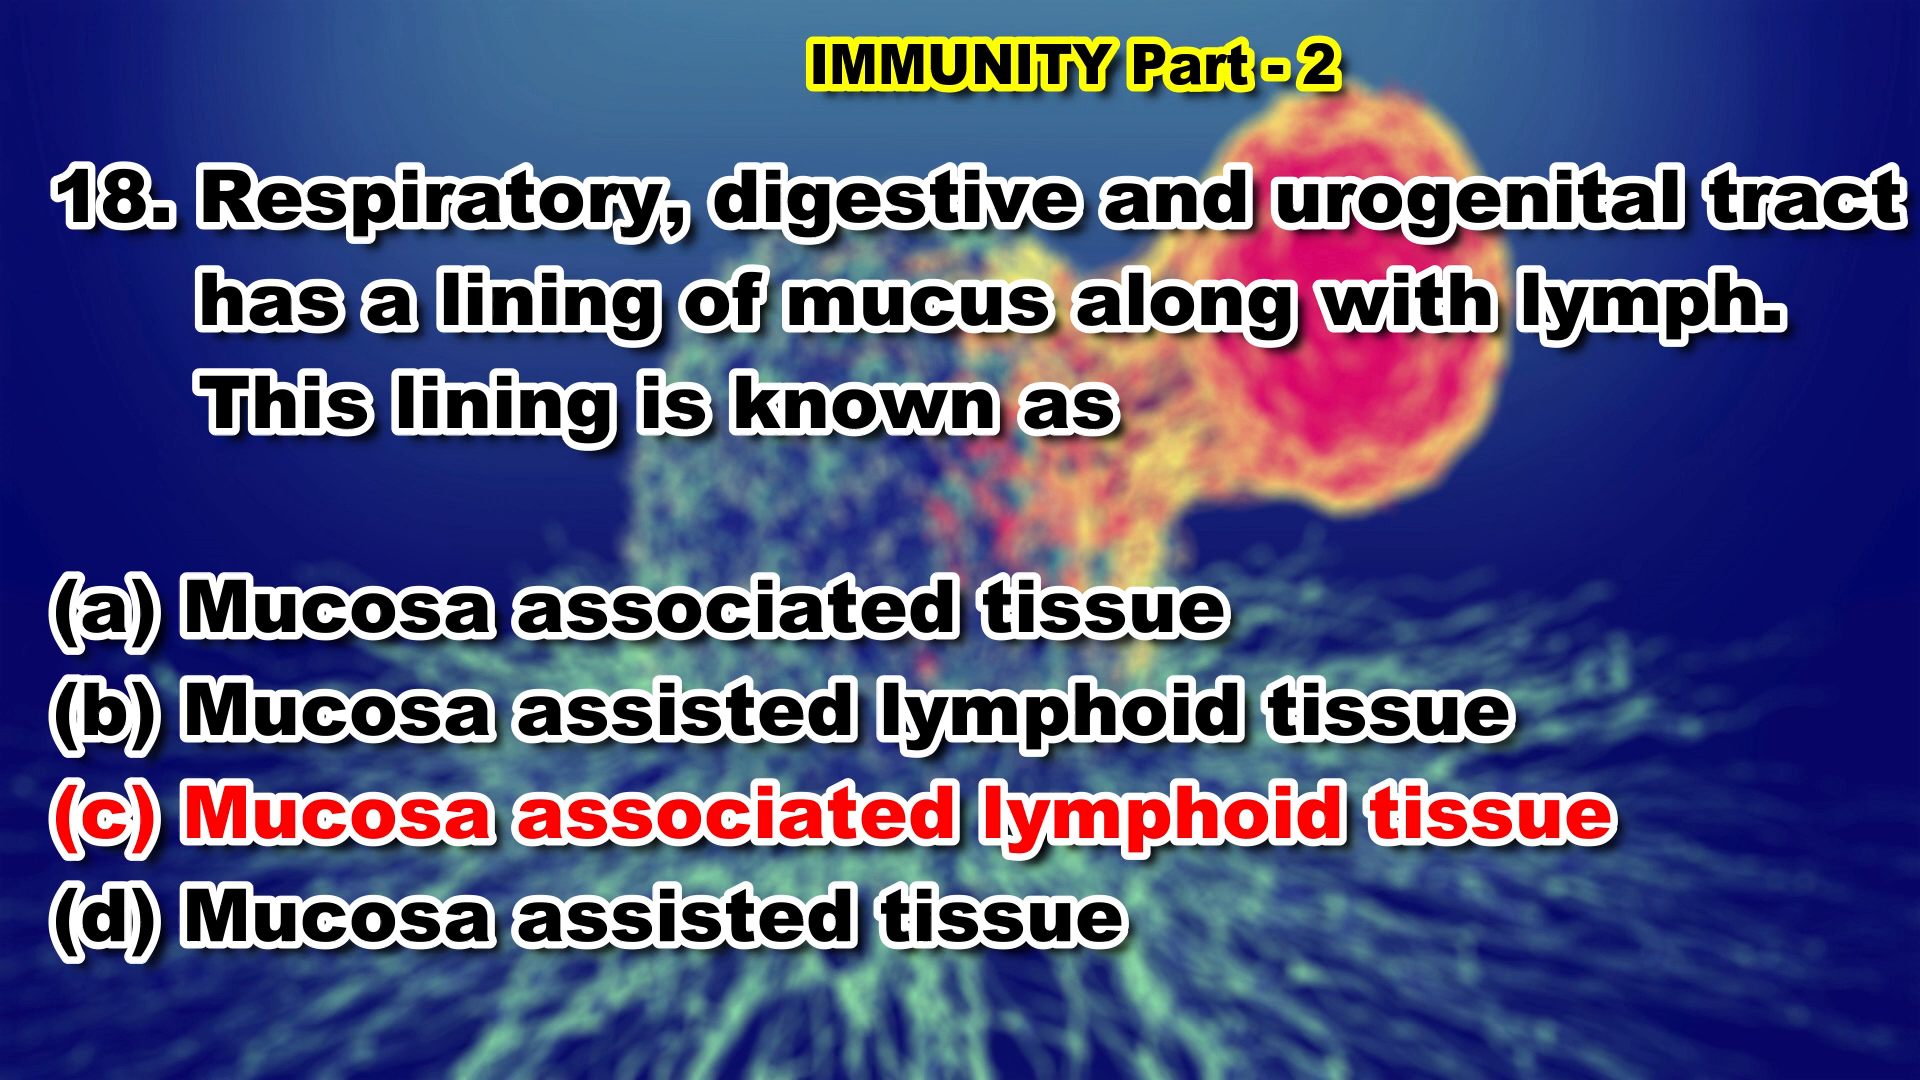 IMMUNITY Part - 2
18. Respiratory, digestive and urogenital tract
has a lining of mucus along with lymph.
This lining is known as
(a) Mucosa associated tissue
(b) Mucosa assisted lymphoid tissue
(c) Mucosa associated lymphoid tissue
(d) Mucosa assisted tissue